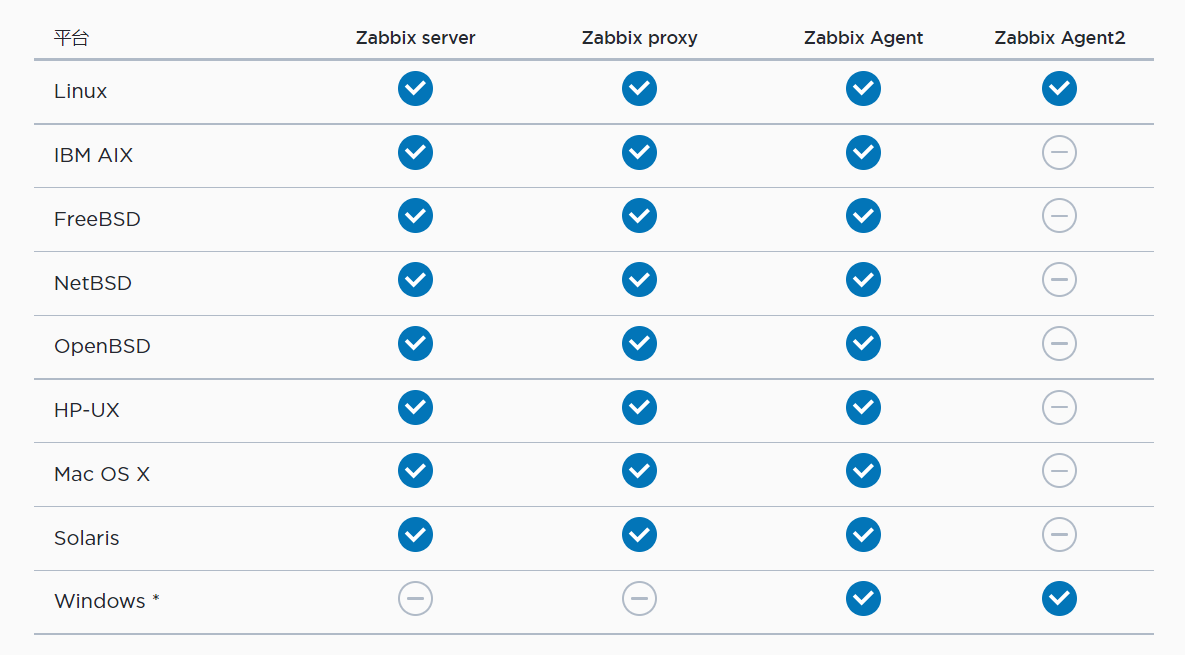 平台 Zabbix server Zabbix proxy Zabbix Agent Zabbix Agent2
Linux
IBM AIX
FreeBSD
NetBSD
OpenBSD
HP-UX
Mac OS X
Solaris
Windows *